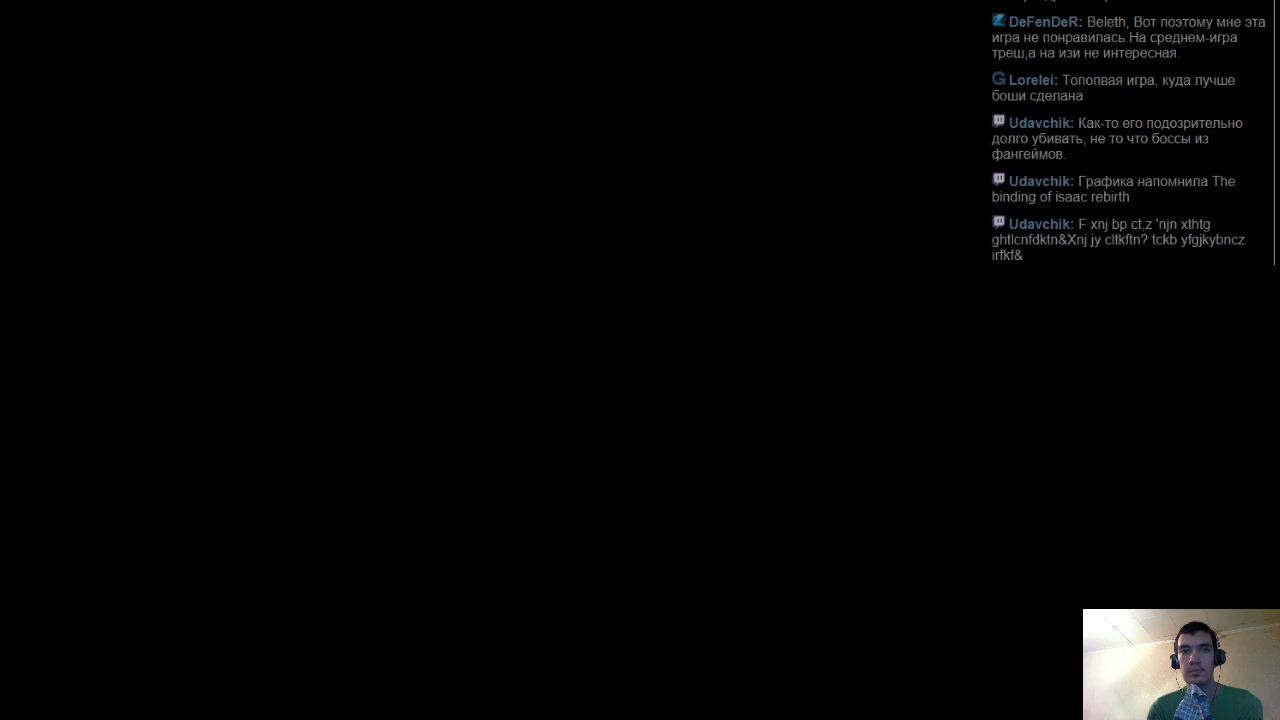 DeFenDeR: Beleth, Вот поэтому мне эта
игра не понравилась.На среднем-игра
треш,а на изи не интересная.
Lorelei: Топопвая игра, куда лучше
боши сделана
Udavchik: Как-то его подозрительно
долго убивать, не то что боссы из
фангеймов.
Udavchik: Графика напомнила The
binding of isaac rebirth
Udavchik: F xnj bp ct,z 'njn xthtg
ghtlcnfdktn&Xnj jy cltkftn? tckb yfgjkybncz
irfkf&